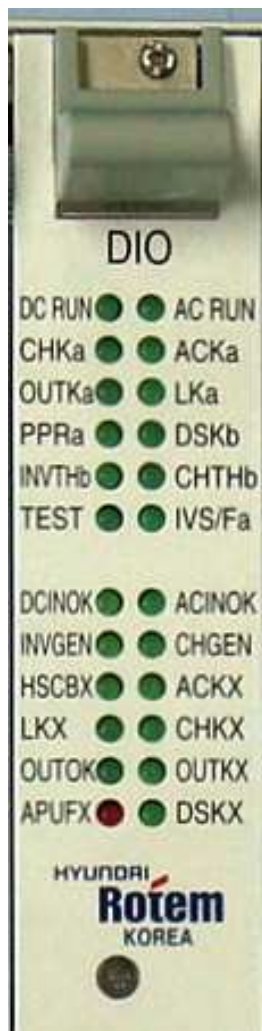 DIO
DC RUN AC RUN
CHKa ACKa
OUTKa LKa
PPRa DSKb
INVTHb CHTHb
TEST IVS/Fa
DCINOK ACINOK
INVGEN CHGEN
HSCBX ACKX
LKX CHKX
OUTOK OUTKX
APUFX DSKX
HYUNDAI
Rotem
KOREA